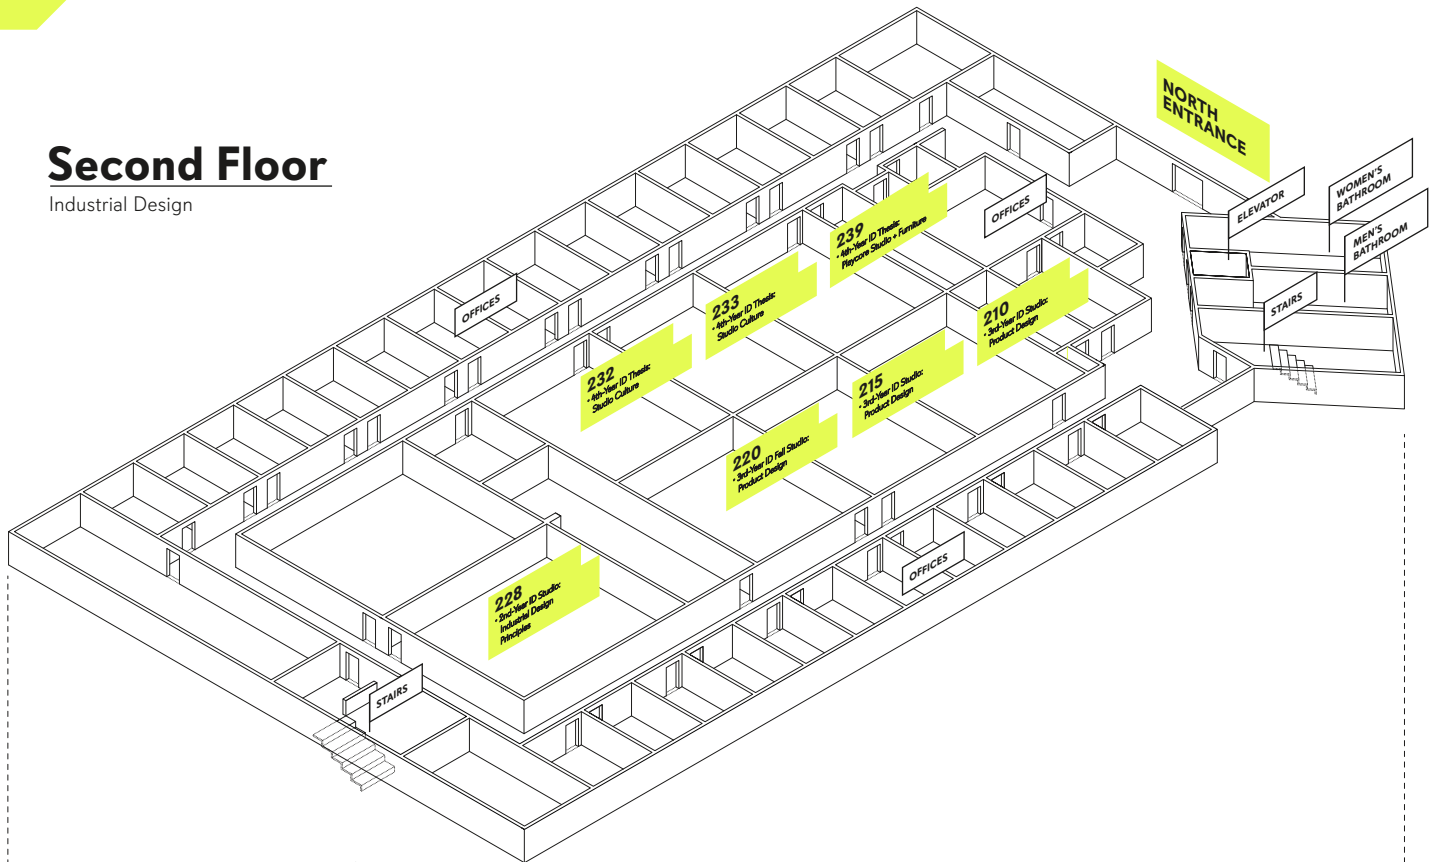 Second Floor
Industrial Design
NORTH
ENTRANCE
ELEVATOR
WOMEN'S
BATHROOM
MEN'S
BATHROOM
STAIRS
OFFICES
239
• 4th-Year ID Thesis:
Playcore Studio + Furniture
233
• 4th-Year ID Thesis:
Studio Culture
210
• 3rd-Year ID Studio:
Product Design
OFFICES
232
• 4th-Year ID Thesis:
Studio Culture
215
• 3rd-Year ID Studio:
Product Design
220
• 3rd-Year ID Fall Studio:
Product Design
OFFICES
228
• 2nd-Year ID Studio:
Industrial Design
Principles
STAIRS